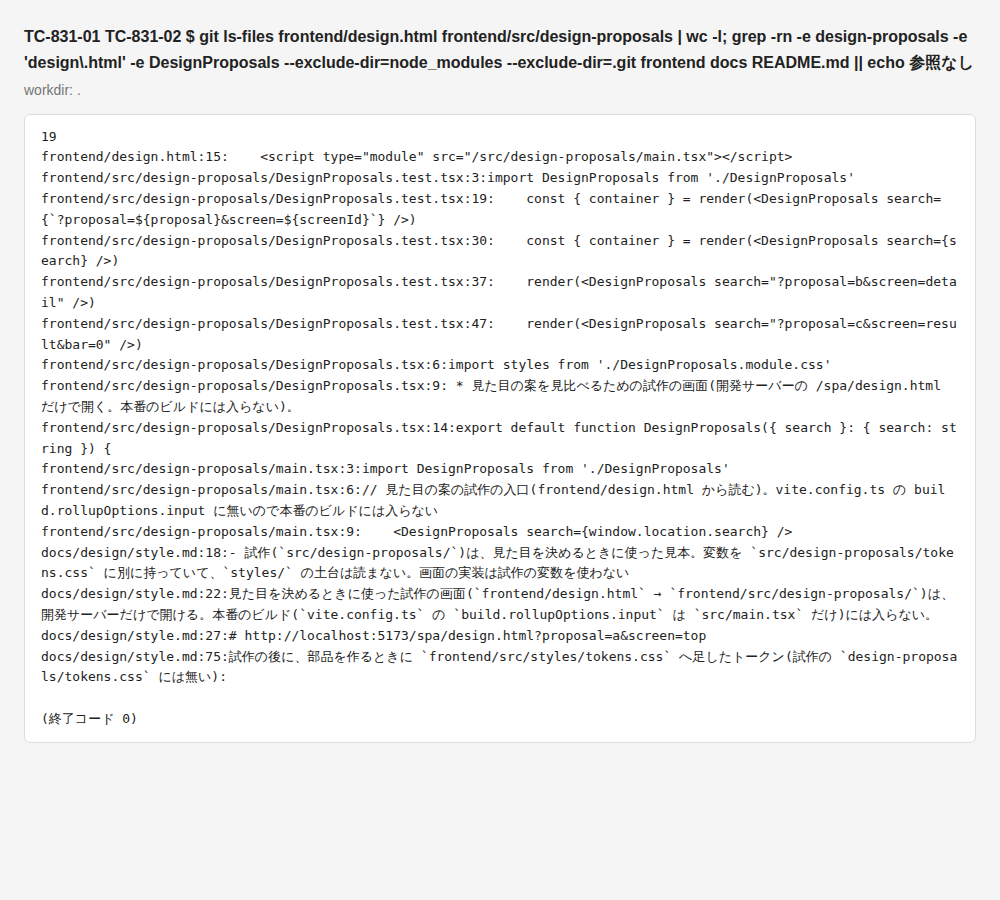 TC-831-01 TC-831-02 $ git ls-files frontend/design.html frontend/src/design-proposals | wc -l; grep -rn -e design-proposals -e
'design\.html' -e DesignProposals --exclude-dir=node_modules --exclude-dir=.git frontend docs README.md || echo 参照なし
workdir: .
19
frontend/design.html:15:    <script type="module" src="/src/design-proposals/main.tsx"></script>
frontend/src/design-proposals/DesignProposals.test.tsx:3:import DesignProposals from './DesignProposals'
frontend/src/design-proposals/DesignProposals.test.tsx:19:    const { container } = render(<DesignProposals search=
{`?proposal=${proposal}&screen=${screenId}`} />)
frontend/src/design-proposals/DesignProposals.test.tsx:30:    const { container } = render(<DesignProposals search={s
earch} />)
frontend/src/design-proposals/DesignProposals.test.tsx:37:    render(<DesignProposals search="?proposal=b&screen=deta
il" />)
frontend/src/design-proposals/DesignProposals.test.tsx:47:    render(<DesignProposals search="?proposal=c&screen=resu
lt&bar=0" />)
frontend/src/design-proposals/DesignProposals.tsx:6:import styles from './DesignProposals.module.css'
frontend/src/design-proposals/DesignProposals.tsx:9: * 見た目の案を見比べるための試作の画面(開発サーバーの /spa/design.html
だけで開く。本番のビルドには入らない)。
frontend/src/design-proposals/DesignProposals.tsx:14:export default function DesignProposals({ search }: { search: st
ring }) {
frontend/src/design-proposals/main.tsx:3:import DesignProposals from './DesignProposals'
frontend/src/design-proposals/main.tsx:6:// 見た目の案の試作の入口(frontend/design.html から読む)。vite.config.ts の buil
d.rollupOptions.input に無いので本番のビルドには入らない
frontend/src/design-proposals/main.tsx:9:    <DesignProposals search={window.location.search} />
docs/design/style.md:18:- 試作(`src/design-proposals/`)は、見た目を決めるときに使った見本。変数を `src/design-proposals/toke
ns.css` に別に持っていて、`styles/` の土台は読まない。画面の実装は試作の変数を使わない
docs/design/style.md:22:見た目を決めるときに使った試作の画面(`frontend/design.html` → `frontend/src/design-proposals/`)は、
開発サーバーだけで開ける。本番のビルド(`vite.config.ts` の `build.rollupOptions.input` は `src/main.tsx` だけ)には入らない。
docs/design/style.md:27:# http://localhost:5173/spa/design.html?proposal=a&screen=top
docs/design/style.md:75:試作の後に、部品を作るときに `frontend/src/styles/tokens.css` へ足したトークン(試作の `design-proposa
ls/tokens.css` には無い):
(終了コード 0)